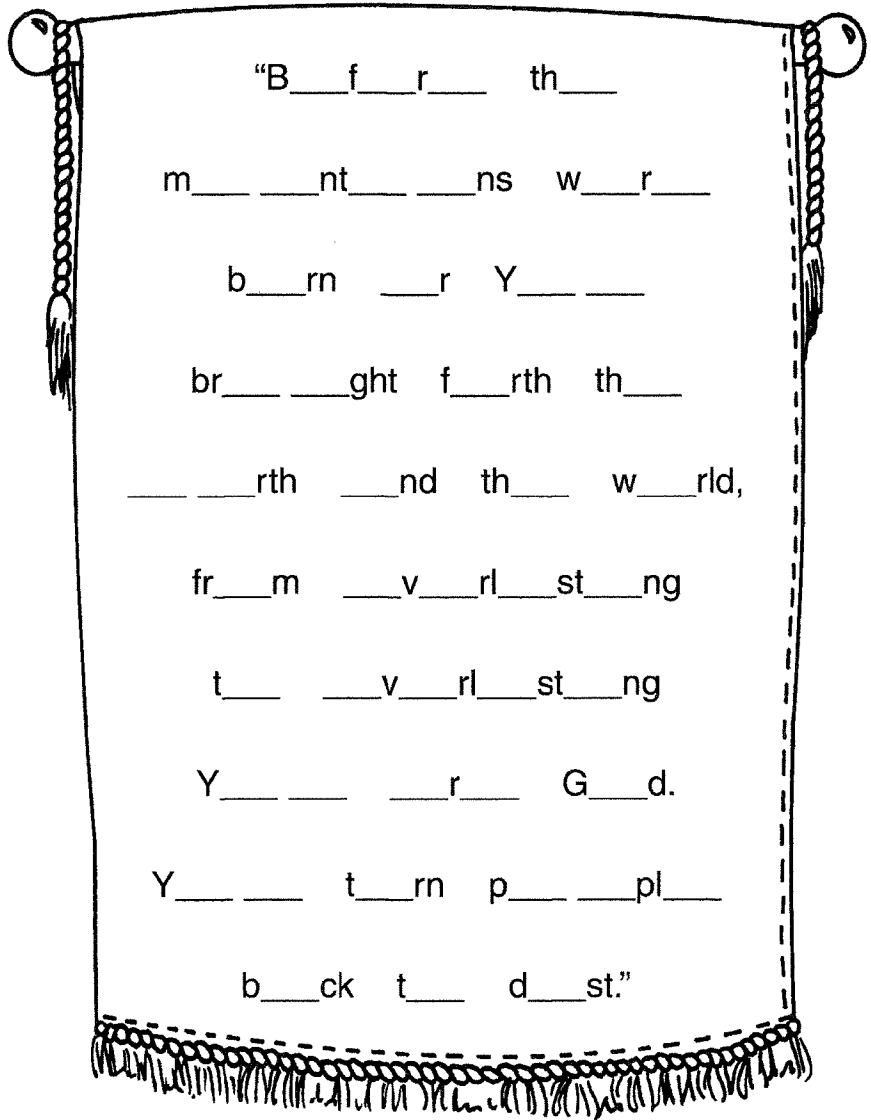 “B___f___r___ th___
m___ ___nt___ ___ns w___r___
b___rn ___r Y___ ___
br___ ___ght f___rth th___
___ ___rth ___nd th___ w___rld,
fr___m ___v___rl___st___ng
t___ ___v___rl___st___ng
Y___ ___ ___r___ G___d.
Y___ ___ t___rn p___ ___pl___
b___ck t___ d___st.”